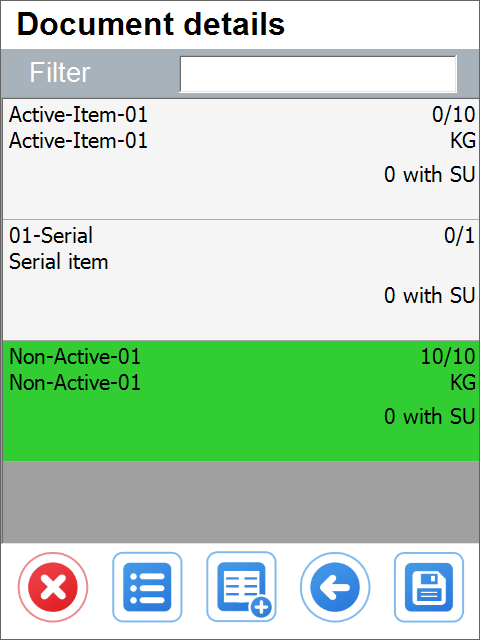 Document details
Filter
Active-Item-01 0/10
Active-Item-01 KG
0 with SU
01-Serial 0/1
Serial item
0 with SU
Non-Active-01 10/10
Non-Active-01 KG
0 with SU